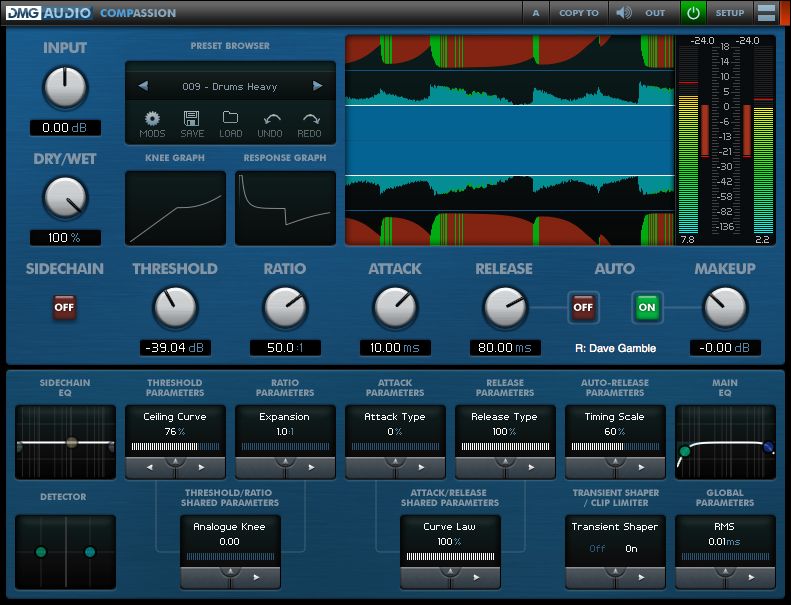 DMG AUDIO COMPASSION
A COPY TO OUT SETUP
INPUT
0.00 dB
DRY/WET
100 %
PRESET BROWSER
009 - Drums Heavy
MODS SAVE LOAD UNDO REDO
KNEE GRAPH RESPONSE GRAPH
-24.0 -24.0
18
14
10
5
0
-6
-13
-21
-30
-42
-58
-82
-136
7.8 2.2
SIDECHAIN THRESHOLD RATIO ATTACK RELEASE AUTO MAKEUP
OFF OFF ON
-39.04 dB 50.0:1 10.00 ms 80.00 ms R: Dave Gamble -0.00 dB
SIDECHAIN EQ
THRESHOLD PARAMETERS
Ceiling Curve
76 %
RATIO PARAMETERS
Expansion
1.0:1
ATTACK PARAMETERS
Attack Type
0 %
RELEASE PARAMETERS
Release Type
100 %
AUTO-RELEASE PARAMETERS
Timing Scale
60 %
MAIN EQ
DETECTOR
THRESHOLD/RATIO
SHARED PARAMETERS
Analogue Knee
0.00
ATTACK/RELEASE
SHARED PARAMETERS
Curve Law
100 %
TRANSIENT SHAPER
/ CLIP LIMITER
Transient Shaper
Off On
GLOBAL PARAMETERS
RMS
0.01 ms